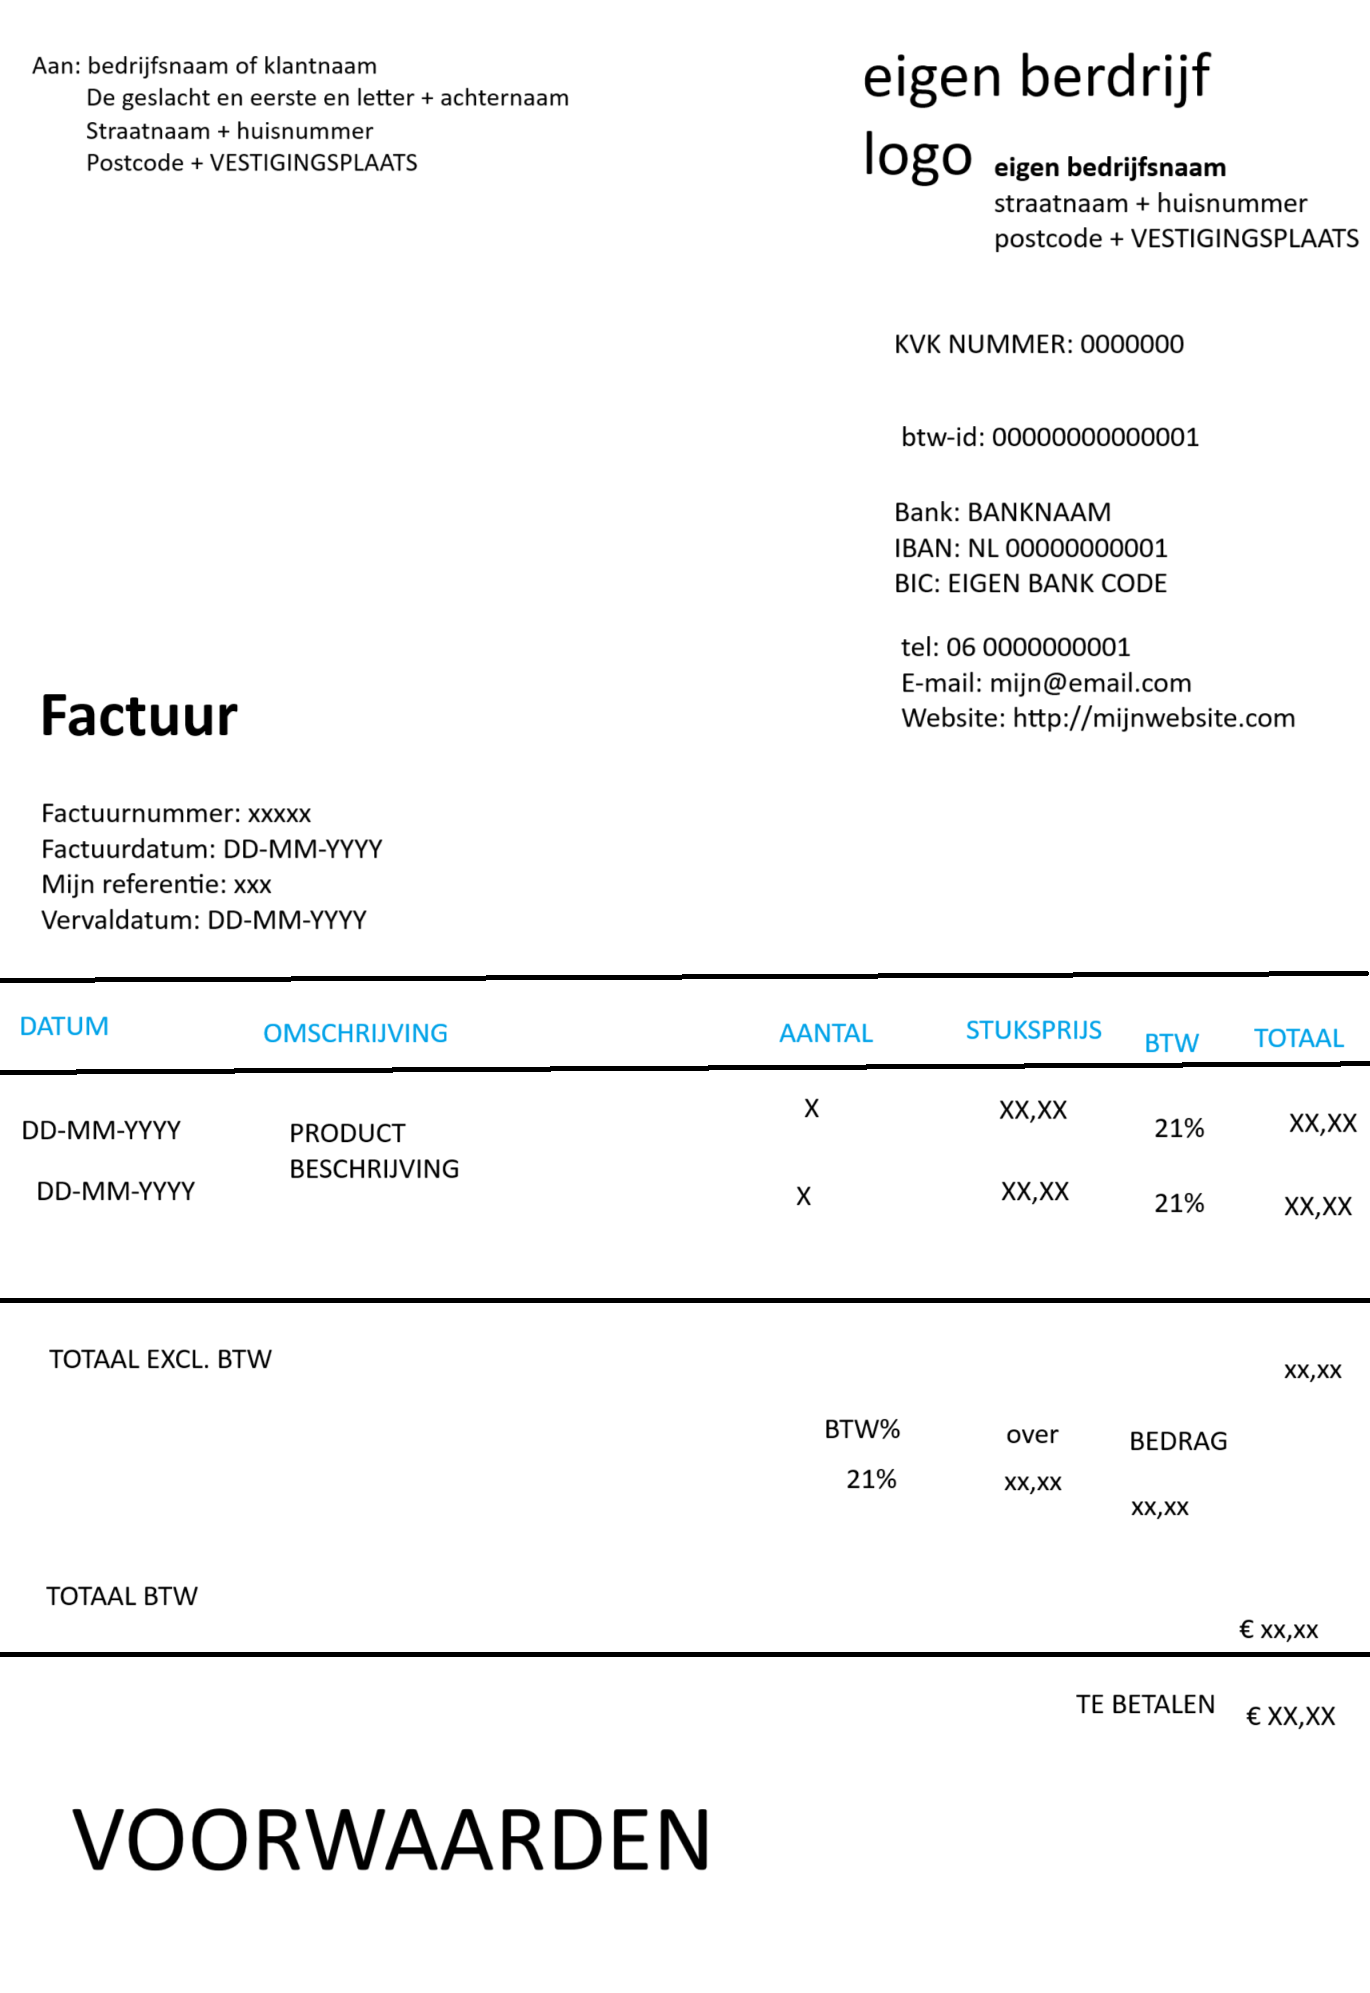 Aan: bedrijfsnaam of klantnaam
De geslacht en eerste en letter + achternaam
Straatnaam + huisnummer
Postcode + VESTIGINGSPLAATS
eigen berdrijf
logo
eigen bedrijfsnaam
straatnaam + huisnummer
postcode + VESTIGINGSPLAATS
KVK NUMMER: 0000000
btw-id: 00000000000001
Bank: BANKNAAM
IBAN: NL 00000000001
BIC: EIGEN BANK CODE
tel: 06 0000000001
E-mail: mijn@email.com
Website: http://mijnwebsite.com
Factuur
Factuurnummer: xxxxx
Factuurdatum: DD-MM-YYYY
Mijn referentie: xxx
Vervaldatum: DD-MM-YYYY
DATUM OMSCHRIJVING AANTAL STUKSPRIJS BTW TOTAAL
DD-MM-YYYY PRODUCT X XX,XX 21% XX,XX
BESCHRIJVING
DD-MM-YYYY X XX,XX 21% XX,XX
TOTAAL EXCL. BTW xx,xx
BTW% over BEDRAG
21% xx,xx xx,xx
TOTAAL BTW € xx,xx
TE BETALEN € XX,XX
VOORWAARDEN